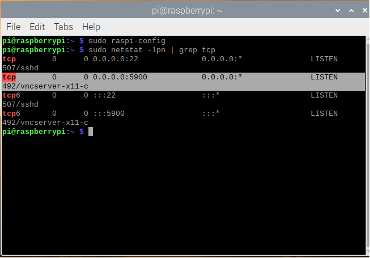 pi@raspberrypi: ~
File Edit Tabs Help
pi@raspberrypi:~ $ sudo raspi-config
pi@raspberrypi:~ $ sudo netstat -lpn | grep tcp
tcp 0 0 0.0.0.0:22 0.0.0.0:* LISTEN
507/sshd
tcp 0 0 0.0.0.0:5900 0.0.0.0:* LISTEN
492/vncserver-x11-c
tcp6 0 0 :::22 :::* LISTEN
507/sshd
tcp6 0 0 :::5900 :::* LISTEN
492/vncserver-x11-c
pi@raspberrypi:~ $